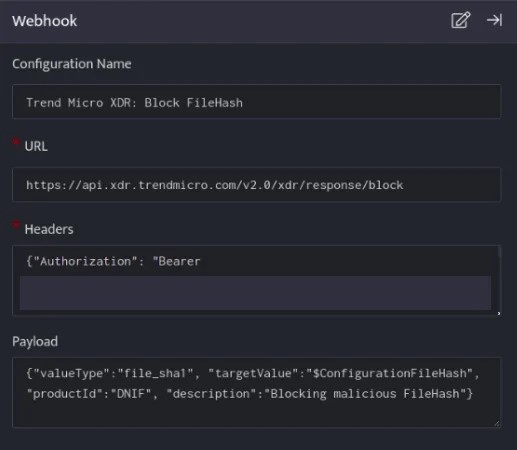 Webhook
Configuration Name
Trend Micro XDR: Block FileHash
* URL
https://api.xdr.trendmicro.com/v2.0/xdr/response/block
* Headers
{"Authorization": "Bearer
Payload
{"valueType":"file_sha1", "targetValue":"$ConfigurationFileHash",
"productId":"DNIF", "description":"Blocking malicious FileHash"}